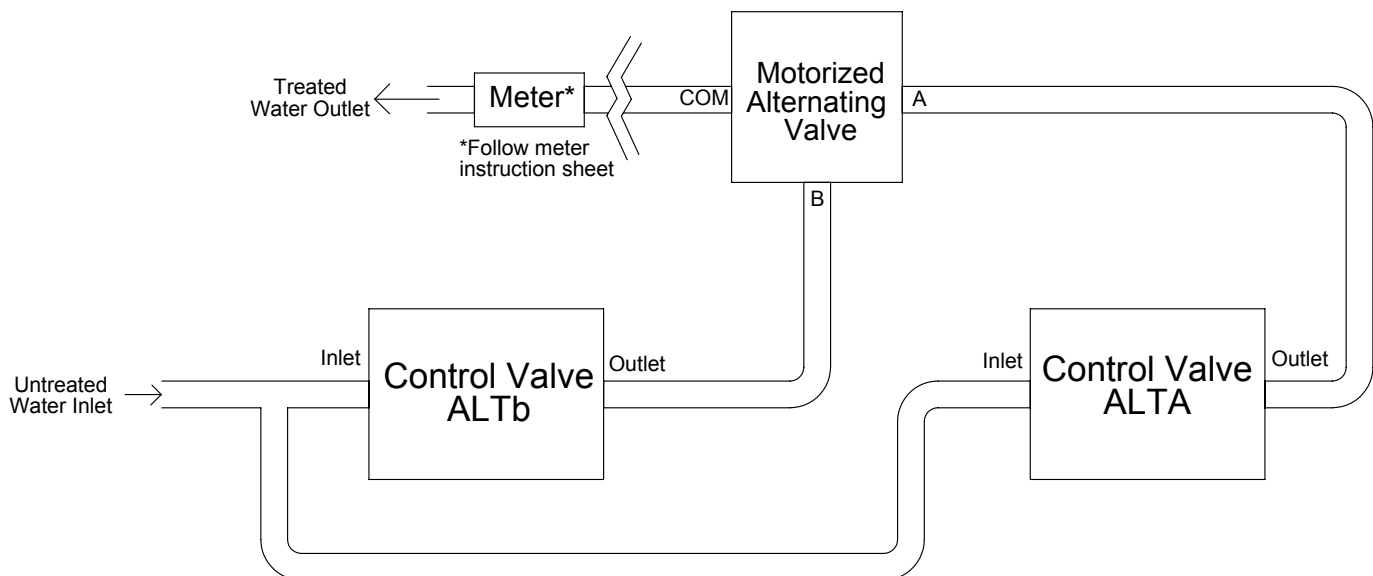 Treated
Water Outlet
Meter*
*Follow meter
instruction sheet
COM
Motorized
Alternating
Valve
A
B
Untreated
Water Inlet
Inlet
Control Valve
ALTb
Outlet
Inlet
Control Valve
ALTA
Outlet